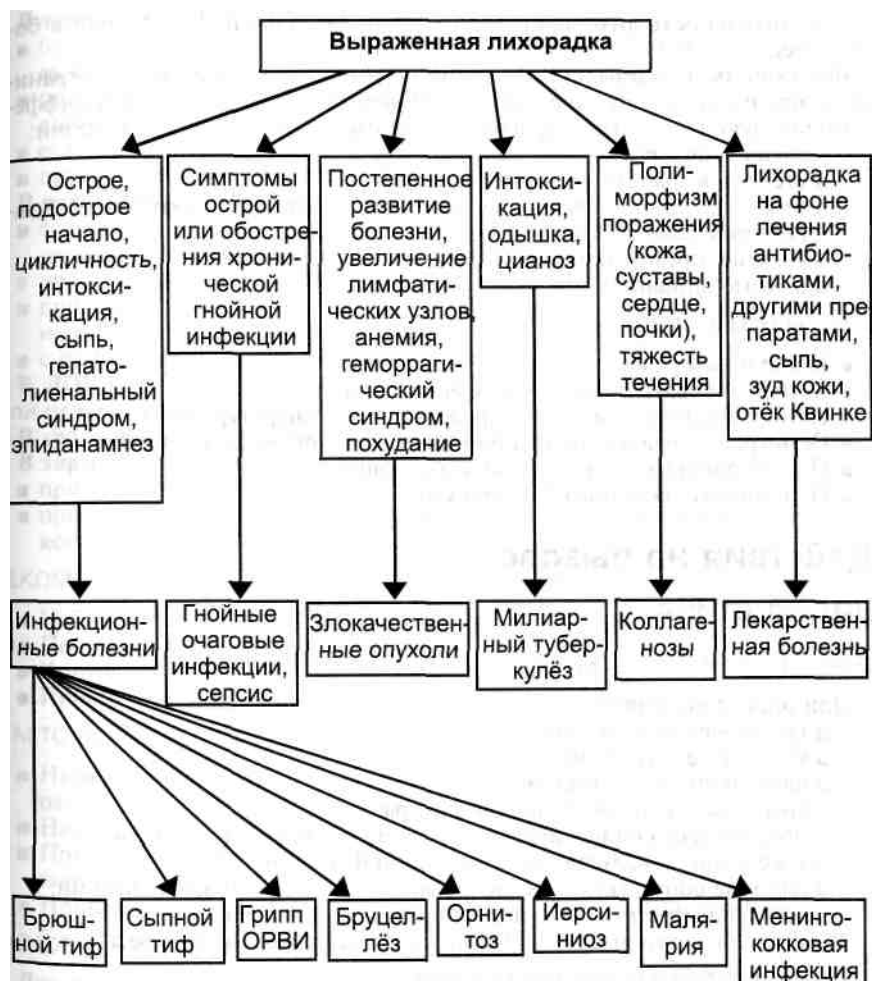 Выраженная лихорадка
Острое,
подострое
начало,
цикличность,
интокси-
кация,
сыпь,
гепато-
лиенальный
синдром,
эпиданамнез
Симптомы
острой
или обостре-
ния хрони-
ческой
гнойной
инфекции
Постепенное
развитие
болезни,
увеличение
лимфати-
ческих узлов,
анемия,
геморраги-
ческий
синдром,
похудание
Интокси-
кация,
одышка,
цианоз
Поли-
морфизм
поражения
(кожа,
суставы,
сердце,
почки),
тяжесть
течения
Лихорадка
на фоне
лечения
антибио-
тиками,
другими пре-
паратами,
сыпь,
зуд кожи,
отёк Квинке
Инфекцион-
ные болезни
Гнойные
очаговые
инфекции,
сепсис
Злокачествен-
ные опухоли
Милиар-
ный тубер-
кулёз
Коллаге-
нозы
Лекарствен-
ная болезнь
Брюш-
ной тиф
Сыпной
тиф
Грипп
ОРВИ
Бруцел-
лёз
Орни-
тоз
Иерси-
ниоз
Маля-
рия
Менинго-
кокковая
инфекция